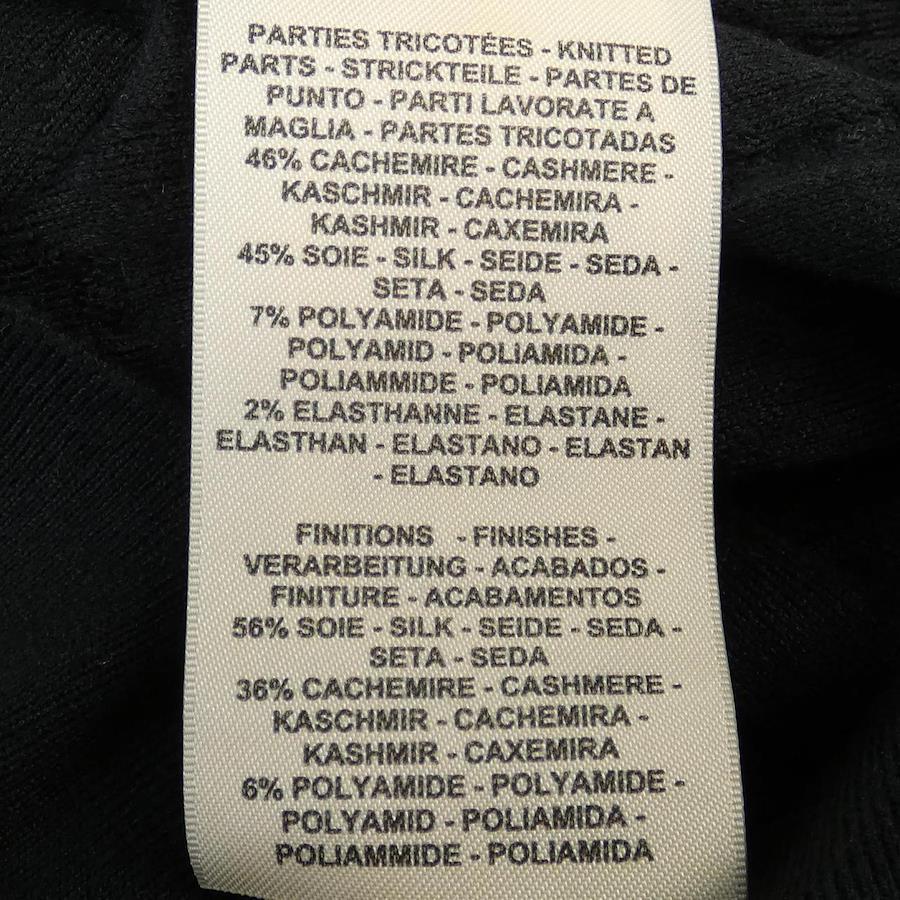 PARTIES TRICOTÉES - KNITTED
PARTS - STRICKTEILE - PARTES DE
PUNTO - PARTI LAVORATE A
MAGLIA - PARTES TRICOTADAS
46% CACHEMIRE - CASHMERE -
KASCHMIR - CACHEMIRA -
KASHMIR - CAXEMIRA
45% SOIE - SILK - SEIDE - SEDA -
SETA - SEDA
7% POLYAMIDE - POLYAMIDE -
POLYAMID - POLIAMIDA -
POLIAMMIDE - POLIAMIDA
2% ELASTHANNE - ELASTANE -
ELASTHAN - ELASTANO - ELASTAN
- ELASTANO
FINITIONS - FINISHES -
VERARBEITUNG - ACABADOS -
FINITURE - ACABAMENTOS
56% SOIE - SILK - SEIDE - SEDA -
SETA - SEDA
36% CACHEMIRE - CASHMERE -
KASCHMIR - CACHEMIRA -
KASHMIR - CAXEMIRA
6% POLYAMIDE - POLYAMIDE -
POLYAMID - POLIAMIDA -
POLIAMMIDE - POLIAMIDA